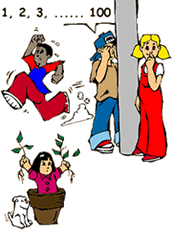 1, 2, 3, ...... 100